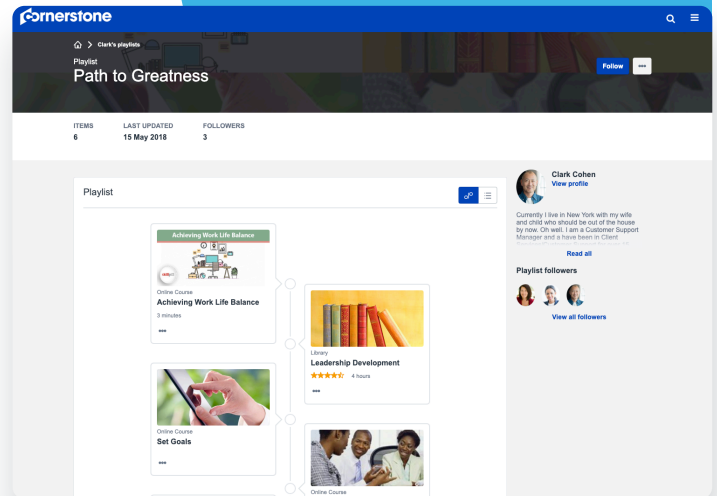 Cornerstone
Clark's playlists
Playlist
Path to Greatness
Follow
ITEMS
LAST UPDATED
FOLLOWERS
6
15 May 2018
3
Playlist
Clark Cohen
View profile
Currently I live in New York with my wife
and child who should be out of the house
by now. Oh well. I am a Customer Support
Manager and a have been in Client
Read all
Playlist followers
View all followers
Achieving Work Life Balance
Online Course
Achieving Work Life Balance
3 minutes
Library
Leadership Development
4 hours
Online Course
Set Goals
Online Course